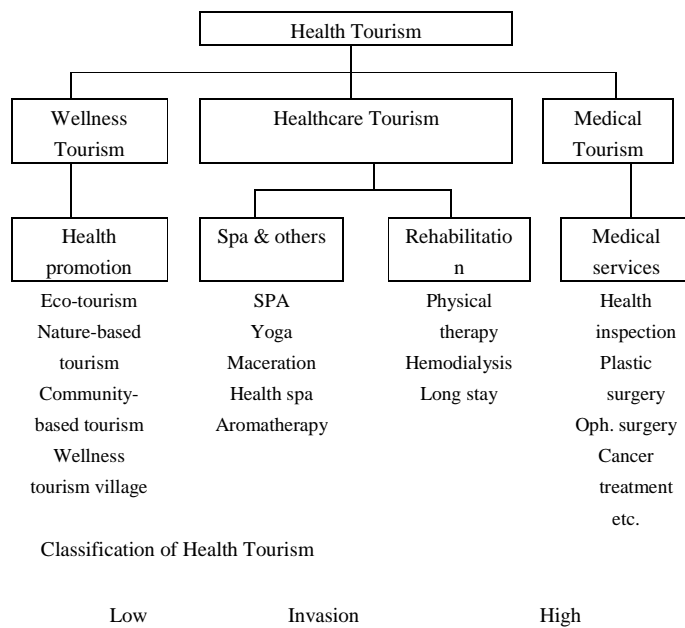 Health Tourism
Wellness
Tourism
Healthcare Tourism
Medical
Tourism
Health
promotion
Spa & others
Rehabilitatio
n
Medical
services
Eco-tourism
Nature-based
tourism
Community-
based tourism
Wellness
tourism village
SPA
Yoga
Maceration
Health spa
Aromatherapy
Physical
therapy
Hemodialysis
Long stay
Health
inspection
Plastic
surgery
Oph. surgery
Cancer
treatment
etc.
Classification of Health Tourism
Low Invasion High